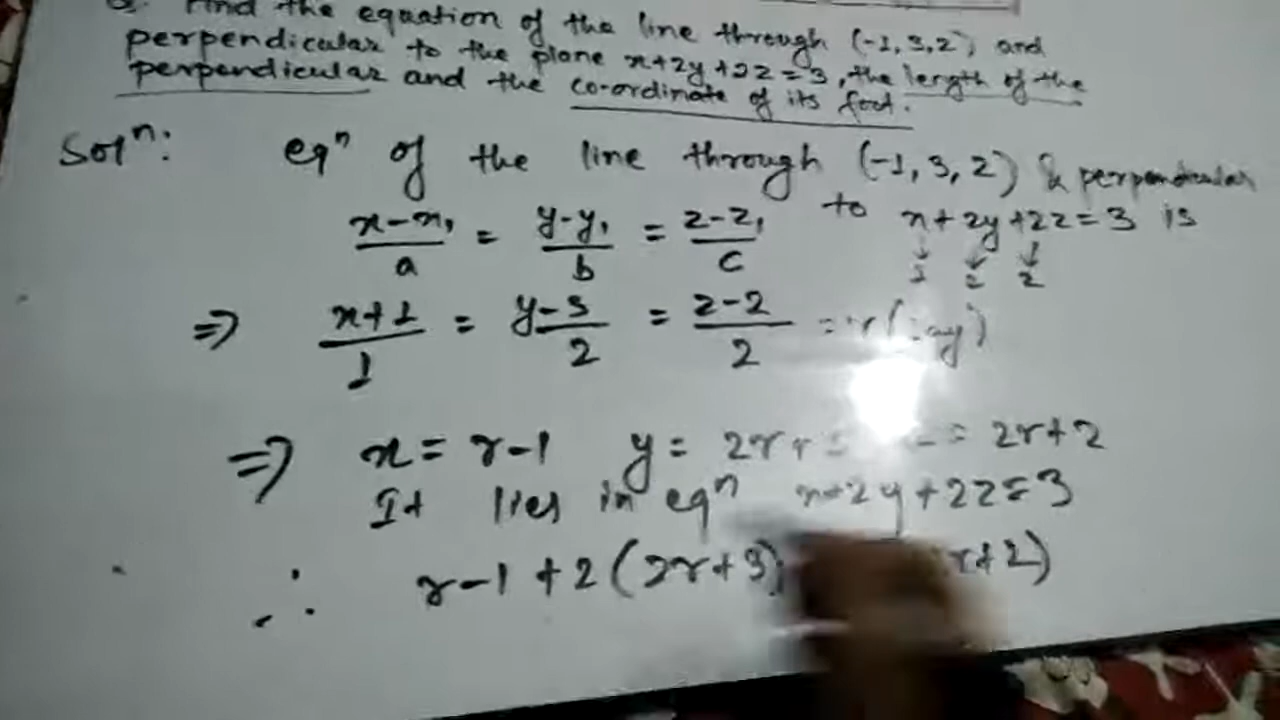 Find the equation of the line through (-1, 3, 2) and
perpendicular to the plane x+2y+2z=3, the length of the
perpendicular and the co-ordinate of its foot.
Solⁿ: eqⁿ of the line through (-1, 3, 2) & perpendicular
to x+2y+2z=3 is
x-x₁/a = y-y₁/b = z-z₁/c
↓ ↓ ↓
1 2 2
⇒ x+1/1 = y-3/2 = z-2/2 = r(say)
⇒ x = r-1 y = 2r+3 = 2r+2
It lies in eqⁿ x+2y+2z=3
∴ r-1+2(2r+3) r+2)